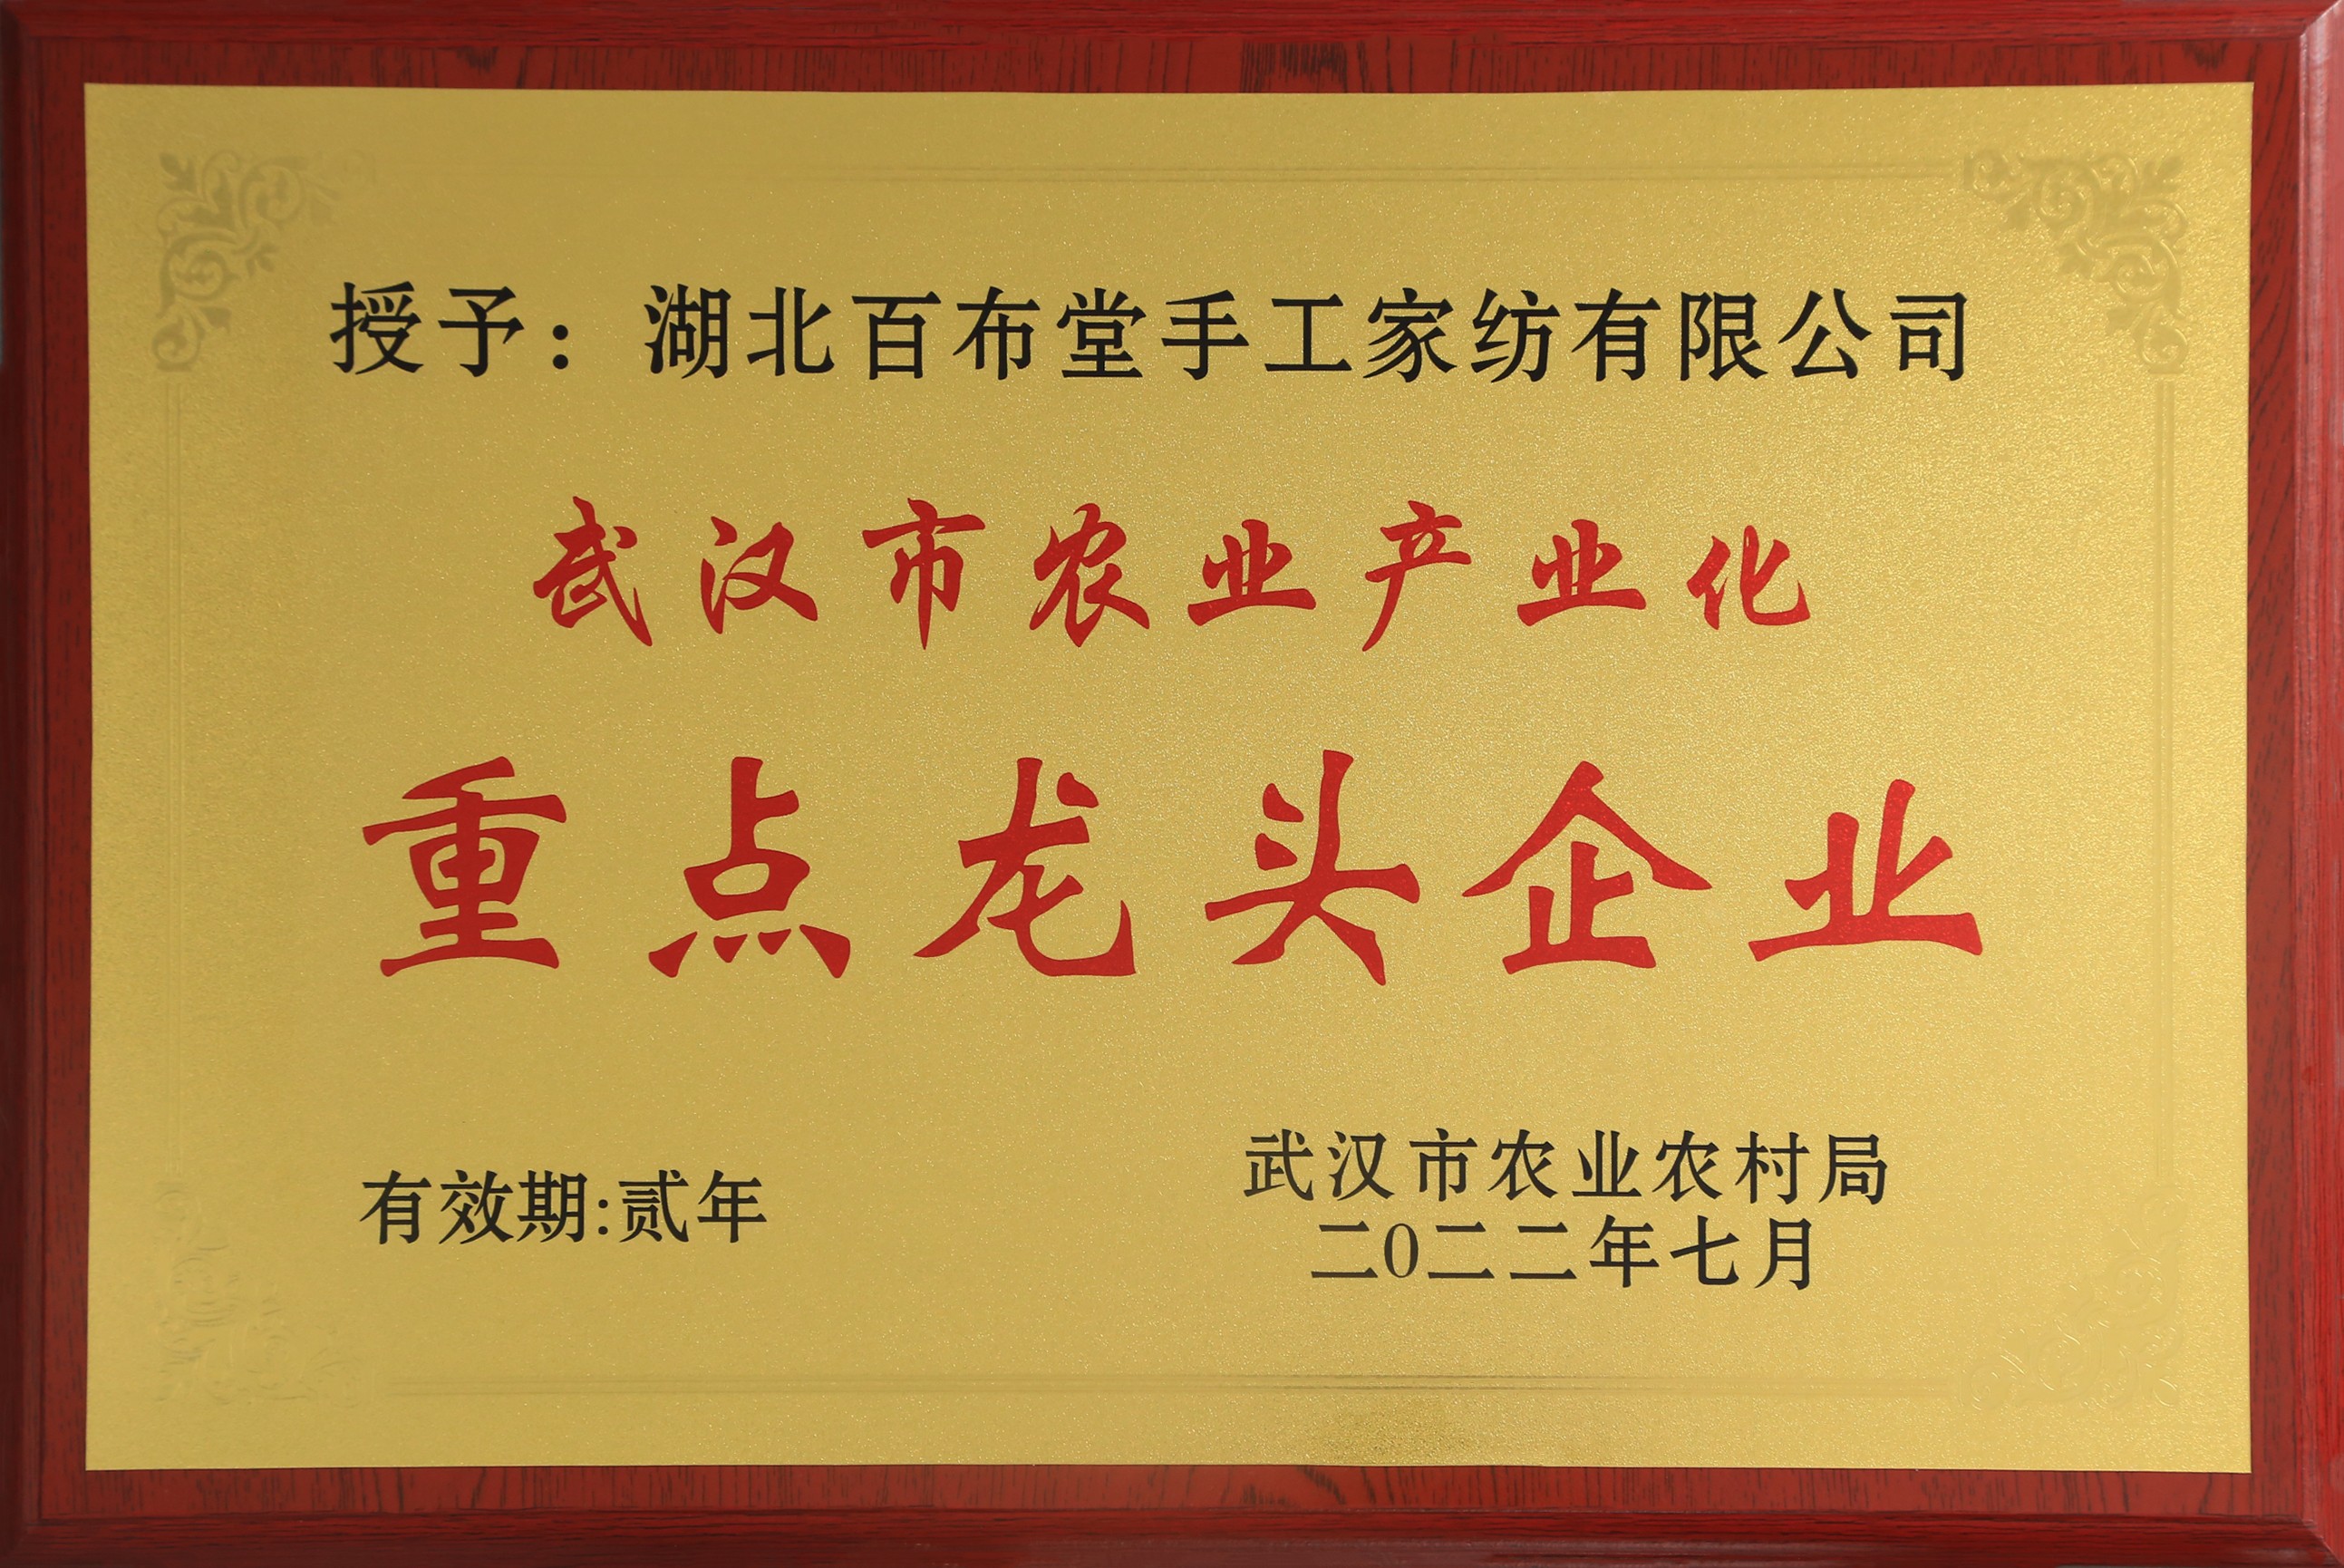 授予：湖北百布堂手工家纺有限公司
武汉市农业产业化
重点龙头企业
有效期:贰年
武汉市农业农村局
二0二二年七月